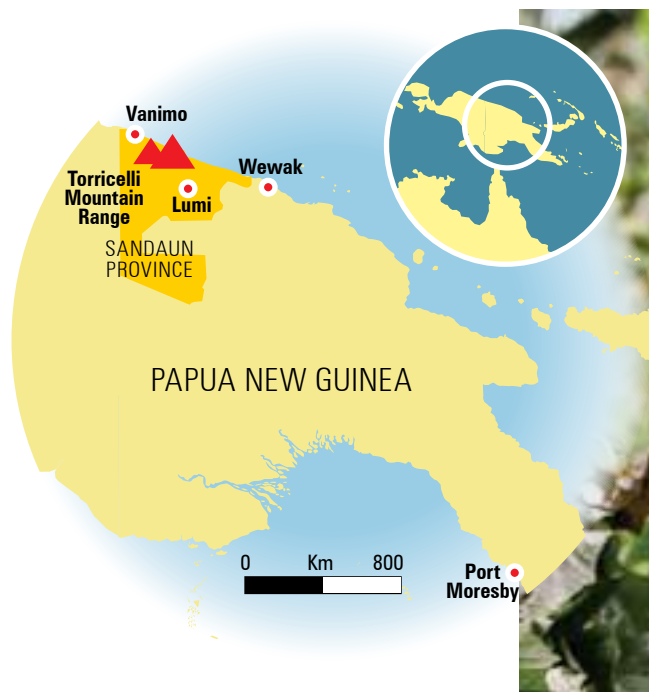 Vanimo
Wewak
Torricelli
Mountain
Range
Lumi
SANDAUN
PROVINCE
PAPUA NEW GUINEA
0 Km 800
Port
Moresby